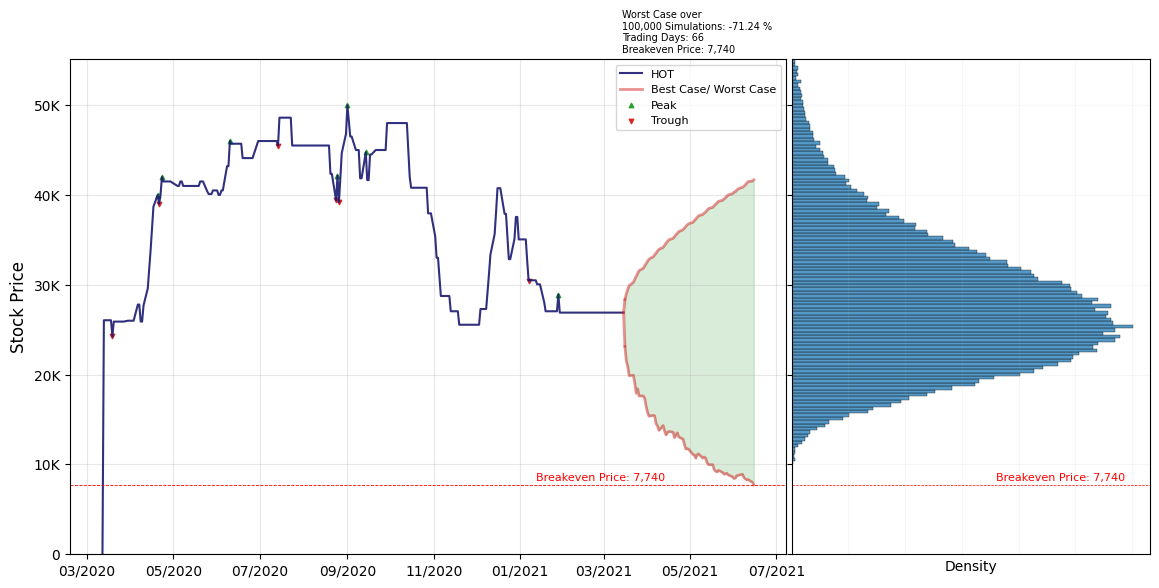 Worst Case over
100,000 Simulations: -71.24 %
Trading Days: 66
Breakeven Price: 7,740
HOT
Best Case/ Worst Case
Peak
Trough
Stock Price
50K
40K
30K
20K
10K
0
Breakeven Price: 7,740
Breakeven Price: 7,740
03/2020 05/2020 07/2020 09/2020 11/2020 01/2021 03/2021 05/2021 07/2021
Density